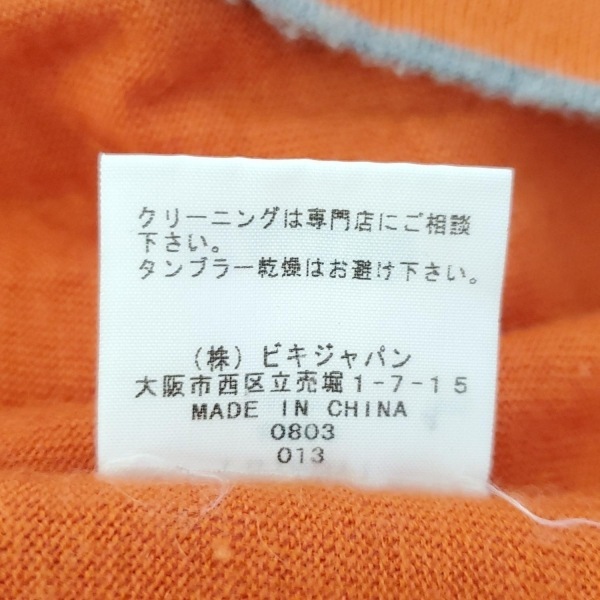 クリーニングは専門店にご相談
下さい。
タンブラー乾燥はお避け下さい。
(株) ビキジャパン
大阪市西区立売堀1-7-15
MADE IN CHINA
0803
013